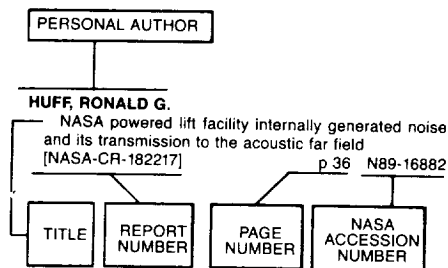 PERSONAL AUTHOR
HUFF, RONALD G.
NASA powered lift facility internally generated noise
and its transmission to the acoustic far field
[NASA-CR-182217] p 36 N89-16882
TITLE
REPORT
NUMBER
PAGE
NUMBER
NASA
ACCESSION
NUMBER